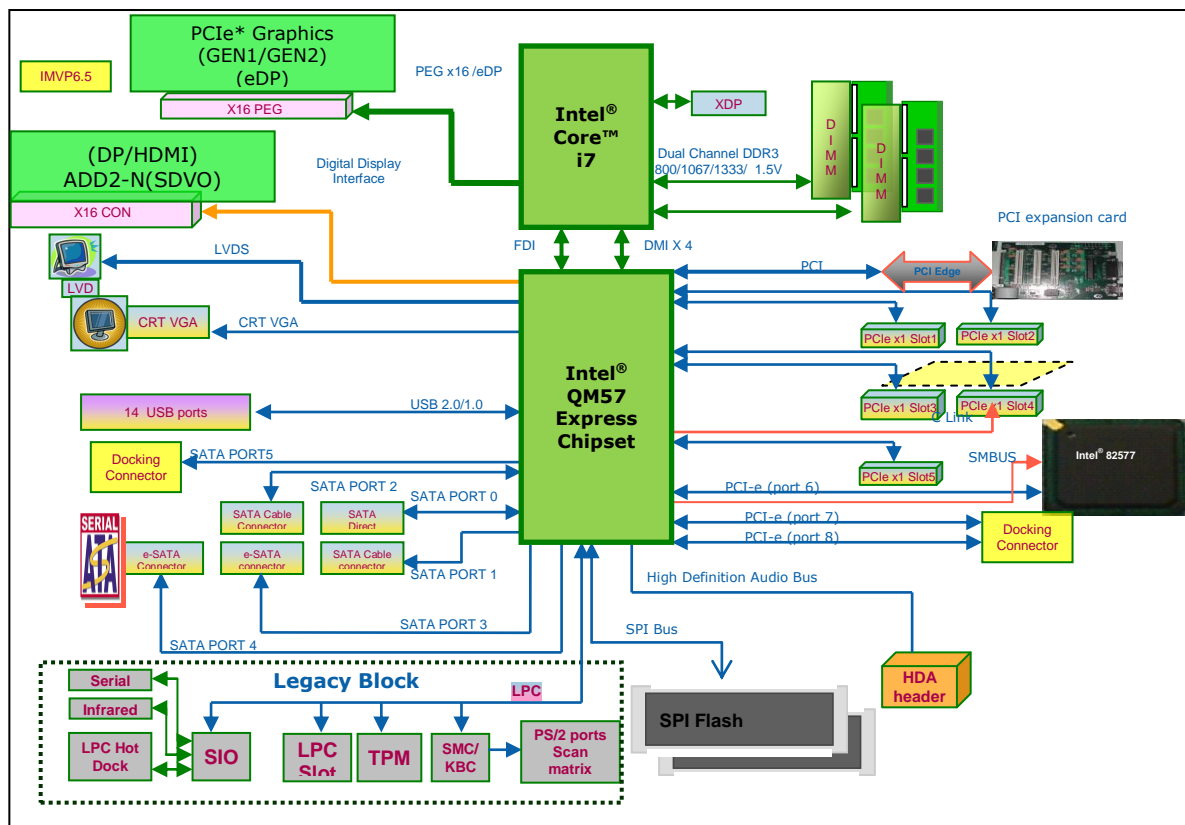 PCIe* Graphics
(GEN1/GEN2)
(eDP)
X16 PEG
IMVP6.5
PEG x16 /eDP
Intel®
Core™
i7
XDP
Dual Channel DDR3
800/1067/1333/ 1.5V
DIMM
DIMM
(DP/HDMI)
ADD2-N(SDVO)
X16 CON
Digital Display
Interface
FDI
DMI X 4
PCI expansion card
LVDS
LVD
CRT VGA
CRT VGA
PCI
PCI Edge
PCIe x1 Slot1
PCIe x1 Slot2
Intel®
QM57
Express
Chipset
PCIe x1 Slot3
PCIe x1 Slot4
C Link
14 USB ports
USB 2.0/1.0
Docking
Connector
SATA PORT5
SMBUS
Intel® 82577
PCIe x1 Slot5
SATA PORT 2
SATA PORT 0
PCI-e (port 6)
SATA Cable
Connector
SATA
Direct
PCI-e (port 7)
PCI-e (port 8)
Docking
Connector
SERIAL
ATA
e-SATA
Connector
e-SATA
connector
SATA Cable
connector
SATA PORT 1
High Definition Audio Bus
SATA PORT 3
SATA PORT 4
SPI Bus
Legacy Block
LPC
Serial
Infrared
LPC Hot
Dock
SIO
LPC
Slot
TPM
SMC/
KBC
PS/2 ports
Scan
matrix
SPI Flash
HDA
header